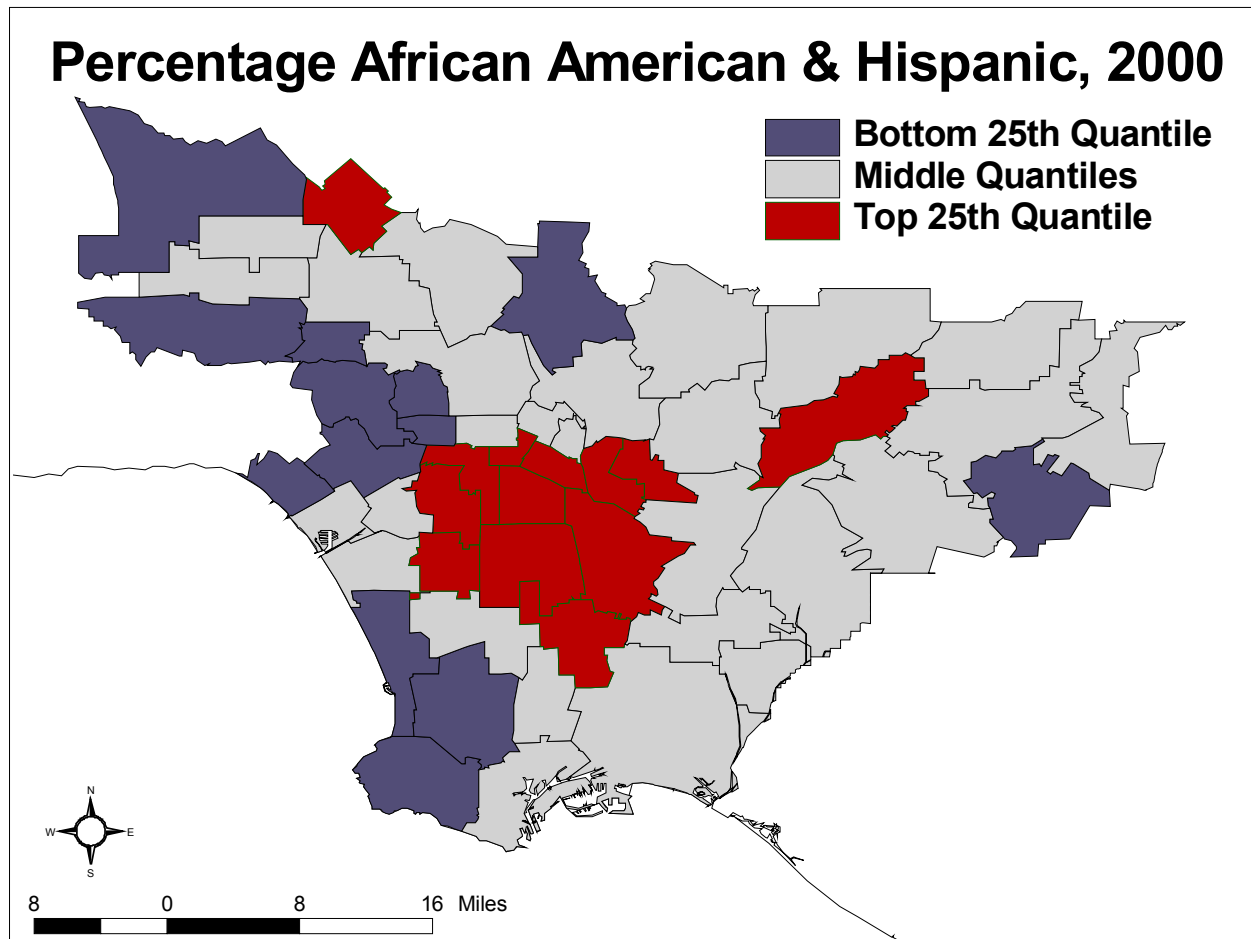 Percentage African American & Hispanic, 2000
Bottom 25th Quantile
Middle Quantiles
Top 25th Quantile
N
W E
S
8 0 8 16 Miles